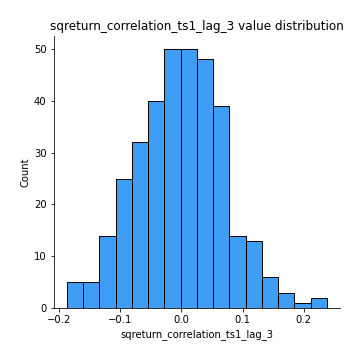 sqreturn_correlation_ts1_lag_3 value distribution
50
40
30
20
10
0
Count
−0.2 −0.1 0.0 0.1 0.2
sqreturn_correlation_ts1_lag_3